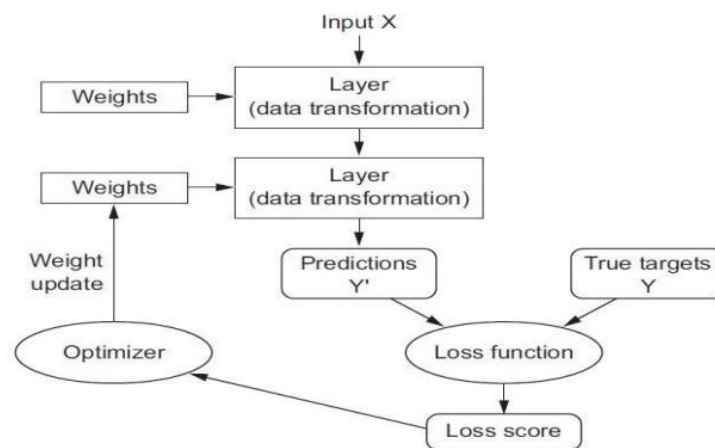 Input X
Weights
Layer
(data transformation)
Weights
Layer
(data transformation)
Weight
update
Predictions
Y'
True targets
Y
Optimizer
Loss function
Loss score